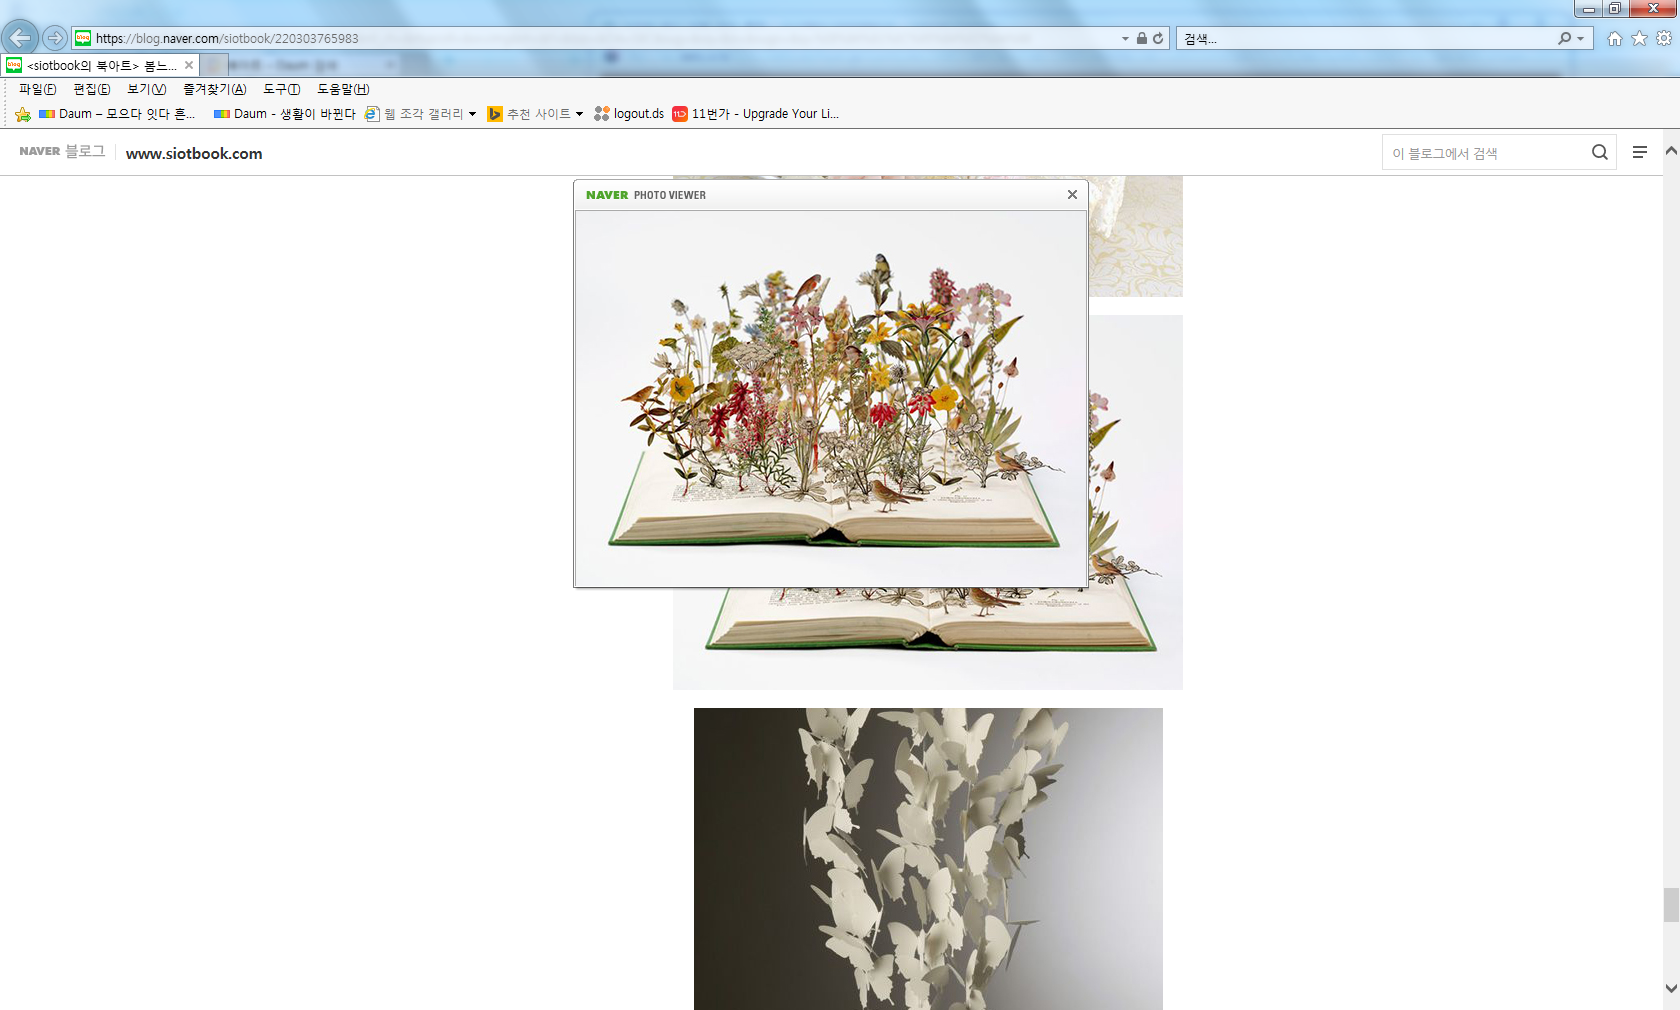 https://blog.naver.com/siotbook/220303765983
검색...
<siotbook의 북아트> 봄느...
파일(F) 편집(E) 보기(V) 즐겨찾기(A) 도구(T) 도움말(H)
Daum – 모으다 잇다 흔... Daum - 생활이 바뀐다 웹 조각 갤러리 추천 사이트 logout.ds 11번가 - Upgrade Your Li...
NAVER 블로그 www.siotbook.com
이 블로그에서 검색
NAVER PHOTO VIEWER